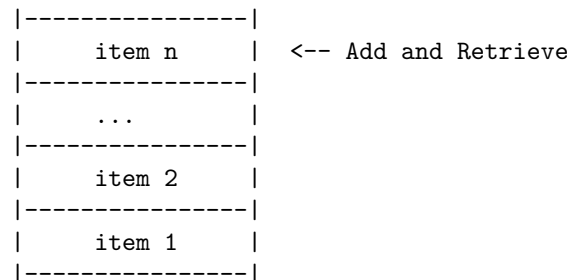 |----------------|
|     item n     |  <-- Add and Retrieve
|----------------|
|     ...        |
|----------------|
|     item 2     |
|----------------|
|     item 1     |
|----------------|